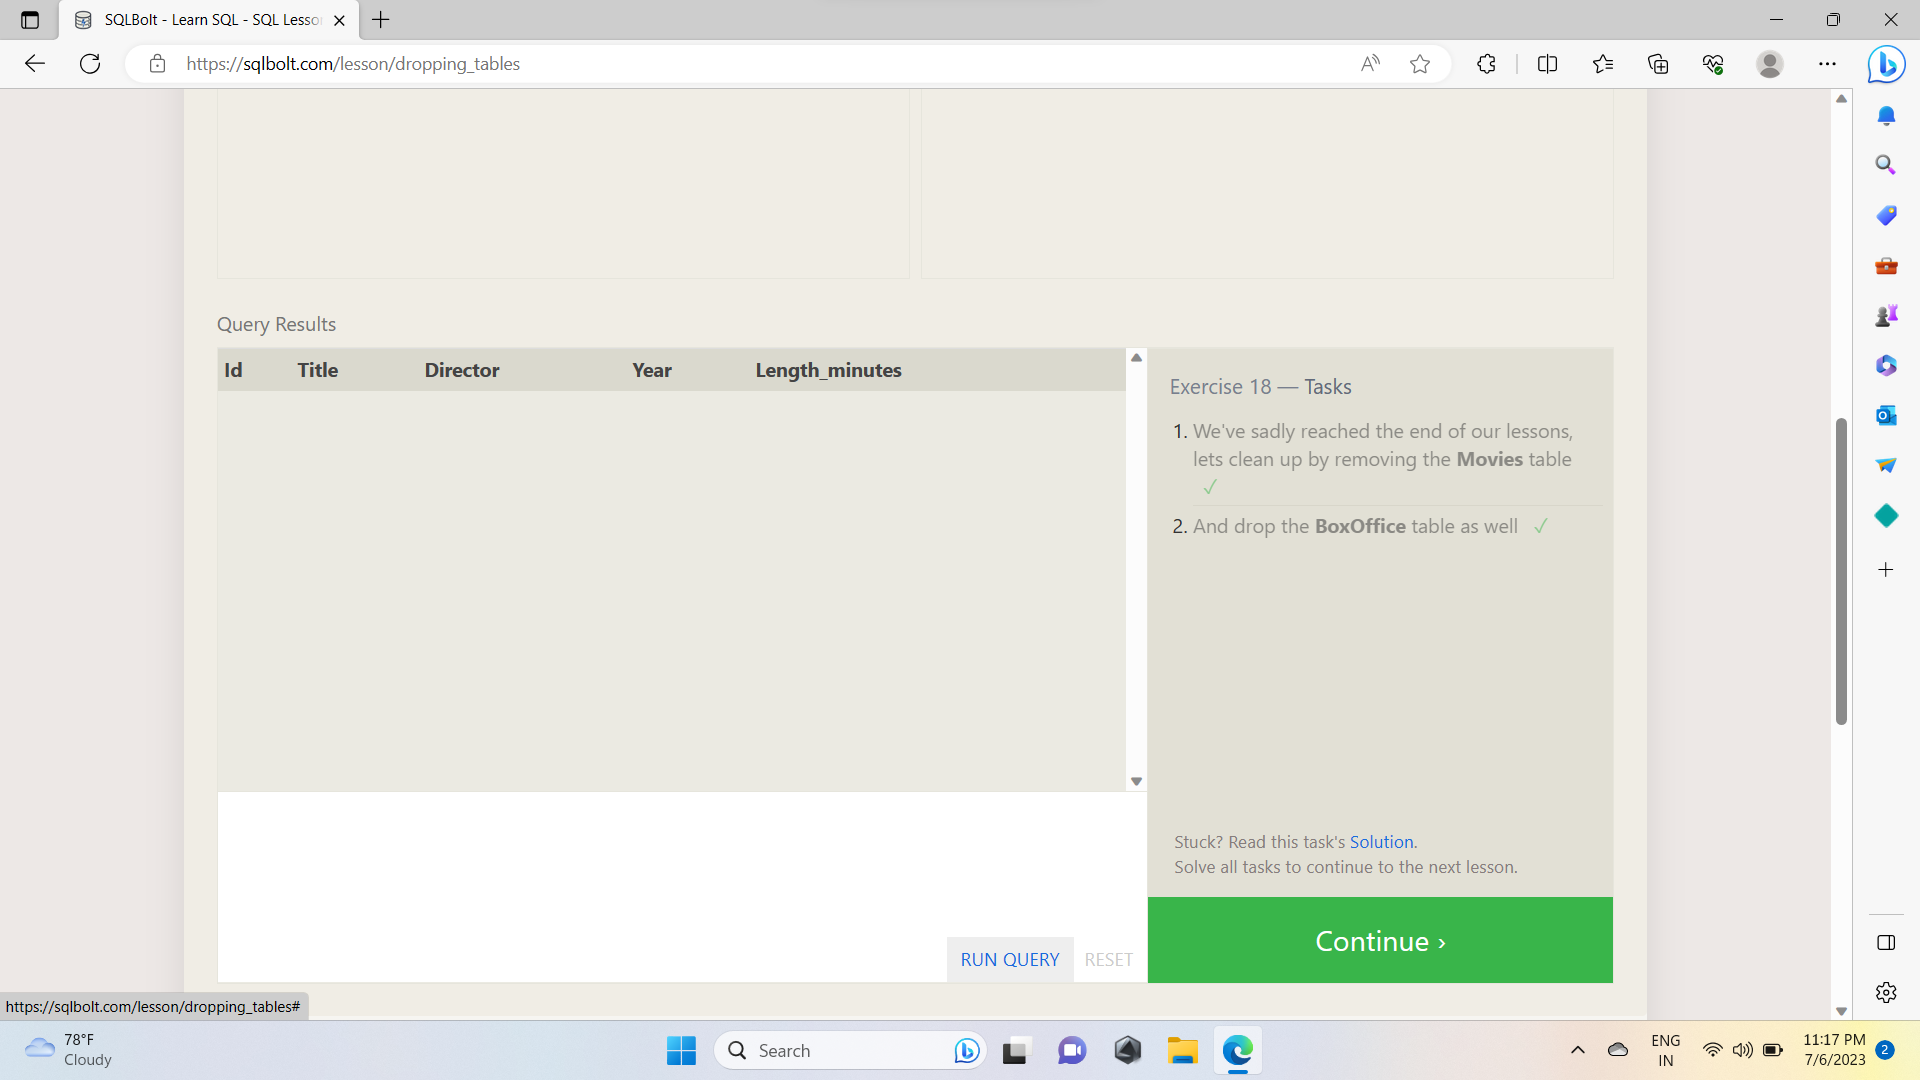 SQLBolt - Learn SQL - SQL Lesso
https://sqlbolt.com/lesson/dropping_tables
Query Results
Id Title Director Year Length_minutes
Exercise 18 — Tasks
1. We've sadly reached the end of our lessons,
lets clean up by removing the Movies table
✓
2. And drop the BoxOffice table as well ✓
Stuck? Read this task's Solution.
Solve all tasks to continue to the next lesson.
RUN QUERY RESET
Continue ›
https://sqlbolt.com/lesson/dropping_tables#
78°F
Cloudy
Search
ENG
IN
11:17 PM
7/6/2023
2